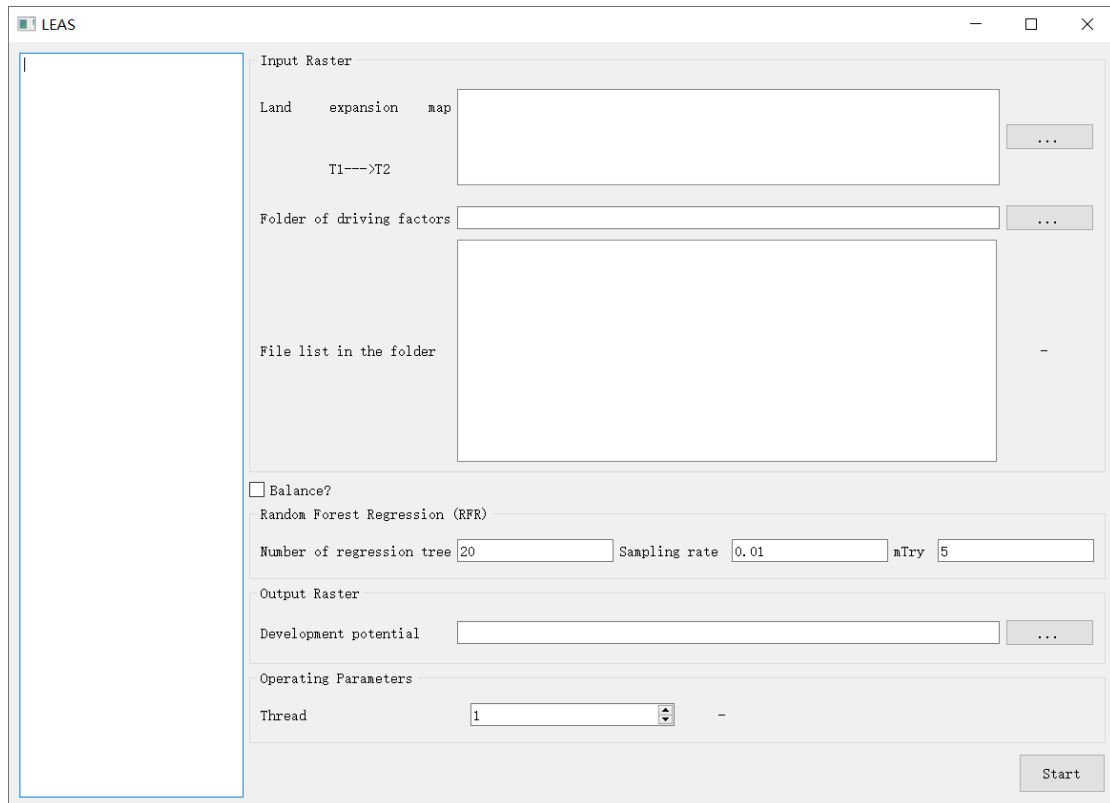 LEAS
Input Raster
Land expansion map
...
T1--->T2
Folder of driving factors ...
File list in the folder -
Balance?
Random Forest Regression (RFR)
Number of regression tree 20 Sampling rate 0.01 mTry 5
Output Raster
Development potential ...
Operating Parameters
Thread 1 -
Start